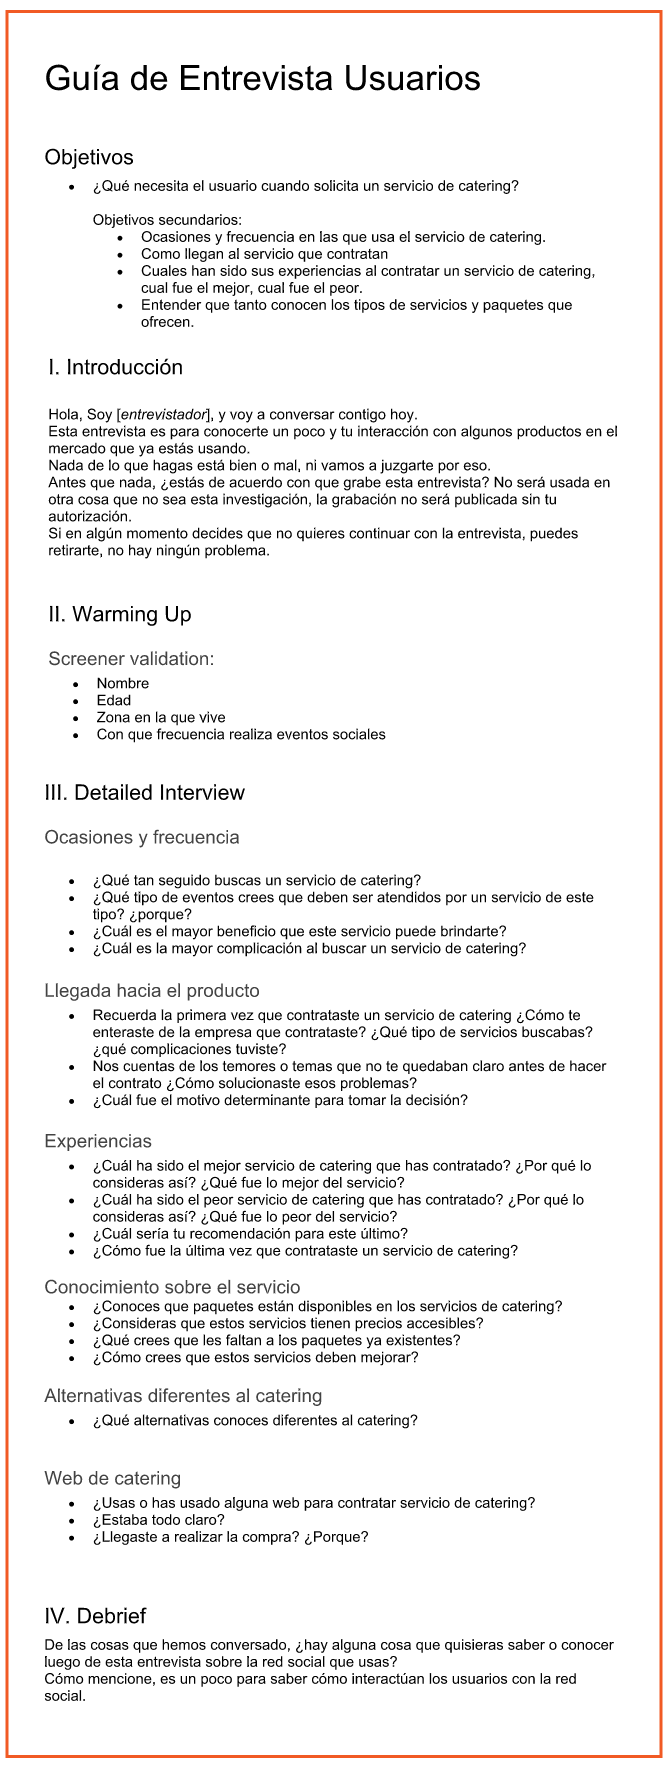 Guía de Entrevista Usuarios
Objetivos
• ¿Qué necesita el usuario cuando solicita un servicio de catering?
Objetivos secundarios:
• Ocasiones y frecuencia en las que usa el servicio de catering.
• Como llegan al servicio que contratan
• Cuales han sido sus experiencias al contratar un servicio de catering,
cual fue el mejor, cual fue el peor.
• Entender que tanto conocen los tipos de servicios y paquetes que
ofrecen.
I. Introducción
Hola, Soy [entrevistador], y voy a conversar contigo hoy.
Esta entrevista es para conocerte un poco y tu interacción con algunos productos en el
mercado que ya estás usando.
Nada de lo que hagas está bien o mal, ni vamos a juzgarte por eso.
Antes que nada, ¿estás de acuerdo con que grabe esta entrevista? No será usada en
otra cosa que no sea esta investigación, la grabación no será publicada sin tu
autorización.
Si en algún momento decides que no quieres continuar con la entrevista, puedes
retirarte, no hay ningún problema.
II. Warming Up
Screener validation:
• Nombre
• Edad
• Zona en la que vive
• Con que frecuencia realiza eventos sociales
III. Detailed Interview
Ocasiones y frecuencia
• ¿Qué tan seguido buscas un servicio de catering?
• ¿Qué tipo de eventos crees que deben ser atendidos por un servicio de este
tipo? ¿porque?
• ¿Cuál es el mayor beneficio que este servicio puede brindarte?
• ¿Cuál es la mayor complicación al buscar un servicio de catering?
Llegada hacia el producto
• Recuerda la primera vez que contrataste un servicio de catering ¿Cómo te
enteraste de la empresa que contrataste? ¿Qué tipo de servicios buscabas?
¿qué complicaciones tuviste?
• Nos cuentas de los temores o temas que no te quedaban claro antes de hacer
el contrato ¿Cómo solucionaste esos problemas?
• ¿Cuál fue el motivo determinante para tomar la decisión?
Experiencias
• ¿Cuál ha sido el mejor servicio de catering que has contratado? ¿Por qué lo
consideras así? ¿Qué fue lo mejor del servicio?
• ¿Cuál ha sido el peor servicio de catering que has contratado? ¿Por qué lo
consideras así? ¿Qué fue lo peor del servicio?
• ¿Cuál sería tu recomendación para este último?
• ¿Cómo fue la última vez que contrataste un servicio de catering?
Conocimiento sobre el servicio
• ¿Conoces que paquetes están disponibles en los servicios de catering?
• ¿Consideras que estos servicios tienen precios accesibles?
• ¿Qué crees que les faltan a los paquetes ya existentes?
• ¿Cómo crees que estos servicios deben mejorar?
Alternativas diferentes al catering
• ¿Qué alternativas conoces diferentes al catering?
Web de catering
• ¿Usas o has usado alguna web para contratar servicio de catering?
• ¿Estaba todo claro?
• ¿Llegaste a realizar la compra? ¿Porque?
IV. Debrief
De las cosas que hemos conversado, ¿hay alguna cosa que quisieras saber o conocer
luego de esta entrevista sobre la red social que usas?
Cómo mencione, es un poco para saber cómo interactúan los usuarios con la red
social.